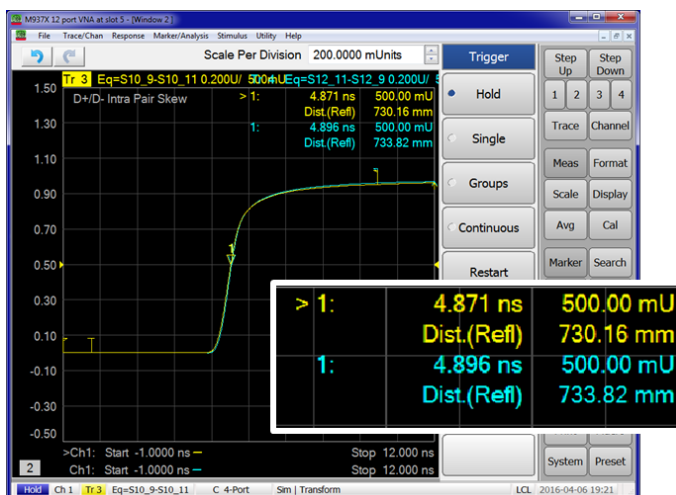 M937X 12 port VNA at slot 5 - [Window 2]
File Trace/Chan Response Marker/Analysis Stimulus Utility Help
Scale Per Division 200.0000 mUnits
Trigger
Step Up
Step Down
Tr 3 Eq=S10_9-S10_11 0.200U/
Eq=S12_11-S12_9 0.200U/
D+/D- Intra Pair Skew
> 1: 4.871 ns 500.00 mU
Dist.(Refl) 730.16 mm
1: 4.896 ns 500.00 mU
Dist.(Refl) 733.82 mm
1.50
1.30
1.10
0.90
0.70
0.50
0.30
0.10
-0.10
-0.30
-0.50
1
1
Hold
Single
Groups
Continuous
Restart
1 2 3 4
Trace Channel
Meas Format
Scale Display
Avg Cal
Marker Search
> 1: 4.871 ns 500.00 mU
Dist.(Refl) 730.16 mm
1: 4.896 ns 500.00 mU
Dist.(Refl) 733.82 mm
>Ch1: Start -1.0000 ns Stop 12.000 ns
2 Ch1: Start -1.0000 ns Stop 12.000 ns
System Preset
Hold Ch 1 Tr 3 Eq=S10_9-S10_11 C 4-Port Sim | Transform LCL 2016-04-06 19:21